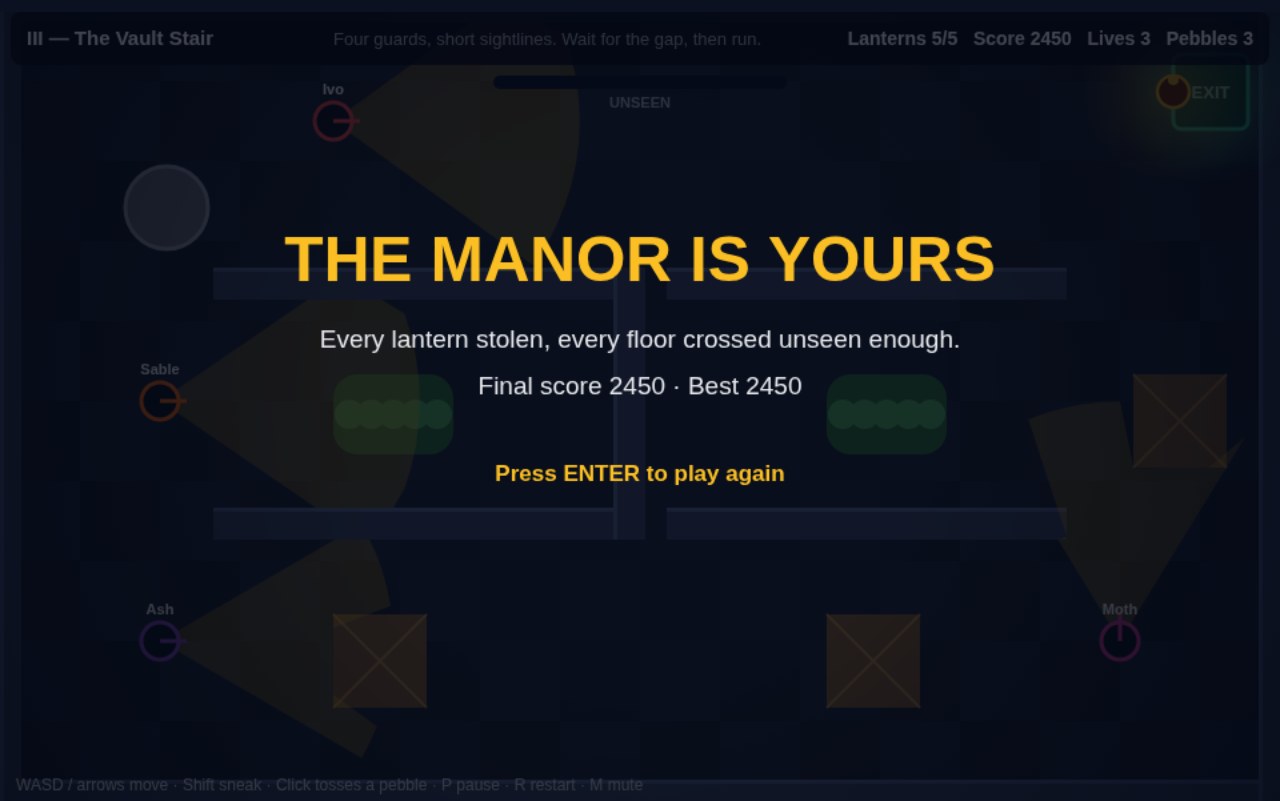 III — The Vault Stair
Four guards, short sightlines. Wait for the gap, then run.
Lanterns 5/5 Score 2450 Lives 3 Pebbles 3
Ivo
UNSEEN
EXIT
THE MANOR IS YOURS
Every lantern stolen, every floor crossed unseen enough.
Sable
Final score 2450 · Best 2450
Press ENTER to play again
Ash
Moth
WASD / arrows move · Shift sneak · Click tosses a pebble · P pause · R restart · M mute